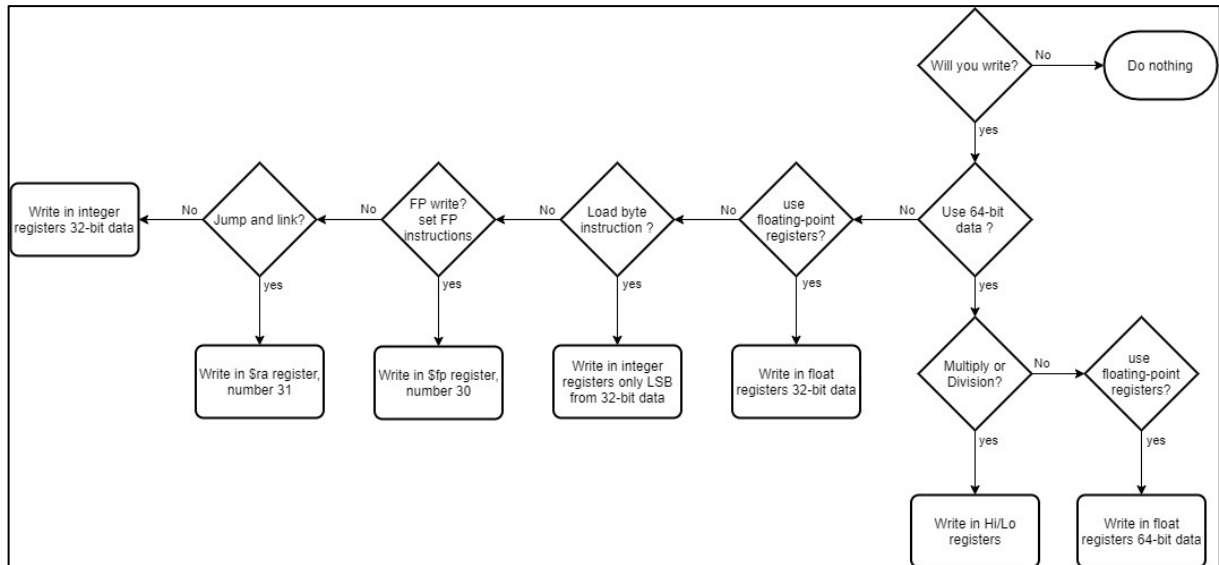 Will you write?
No
Do nothing
yes
Write in integer
registers 32-bit data
No
Jump and link?
No
FP write?
set FP
instructions
No
Load byte
instruction ?
No
use
floating-point
registers?
No
Use 64-bit
data ?
yes
yes
yes
yes
yes
Write in $ra register,
number 31
Write in $fp register,
number 30
Write in integer
registers only LSB
from 32-bit data
Write in float
registers 32-bit data
Multiply or
Division?
No
use
floating-point
registers?
yes
yes
Write in Hi/Lo
registers
Write in float
registers 64-bit data